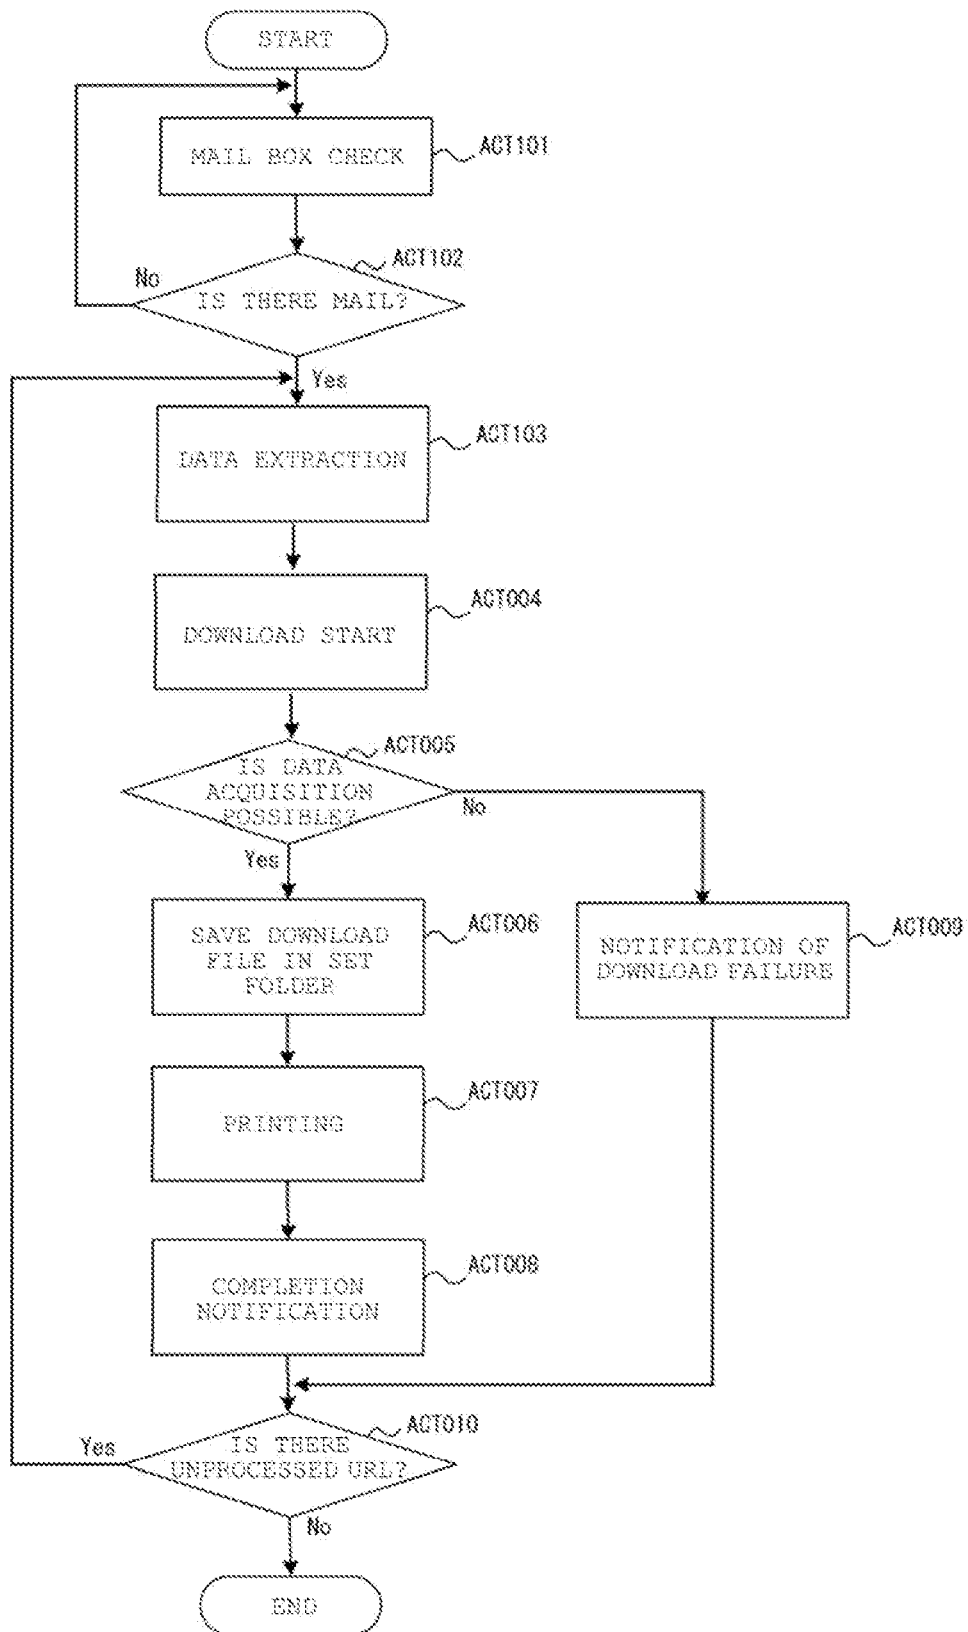 START
MAIL BOX CHECK
ACT101
ACT102
No
IS THERE MAIL?
Yes
ACT103
DATA EXTRACTION
ACT004
DOWNLOAD START
ACT005
IS DATA
ACQUISITION
POSSIBLE?
No
Yes
ACT006
SAVE DOWNLOAD
FILE IN SET
FOLDER
ACT009
NOTIFICATION OF
DOWNLOAD FAILURE
ACT007
PRINTING
ACT008
COMPLETION
NOTIFICATION
ACT010
Yes
IS THERE
UNPROCESSED URL?
No
END